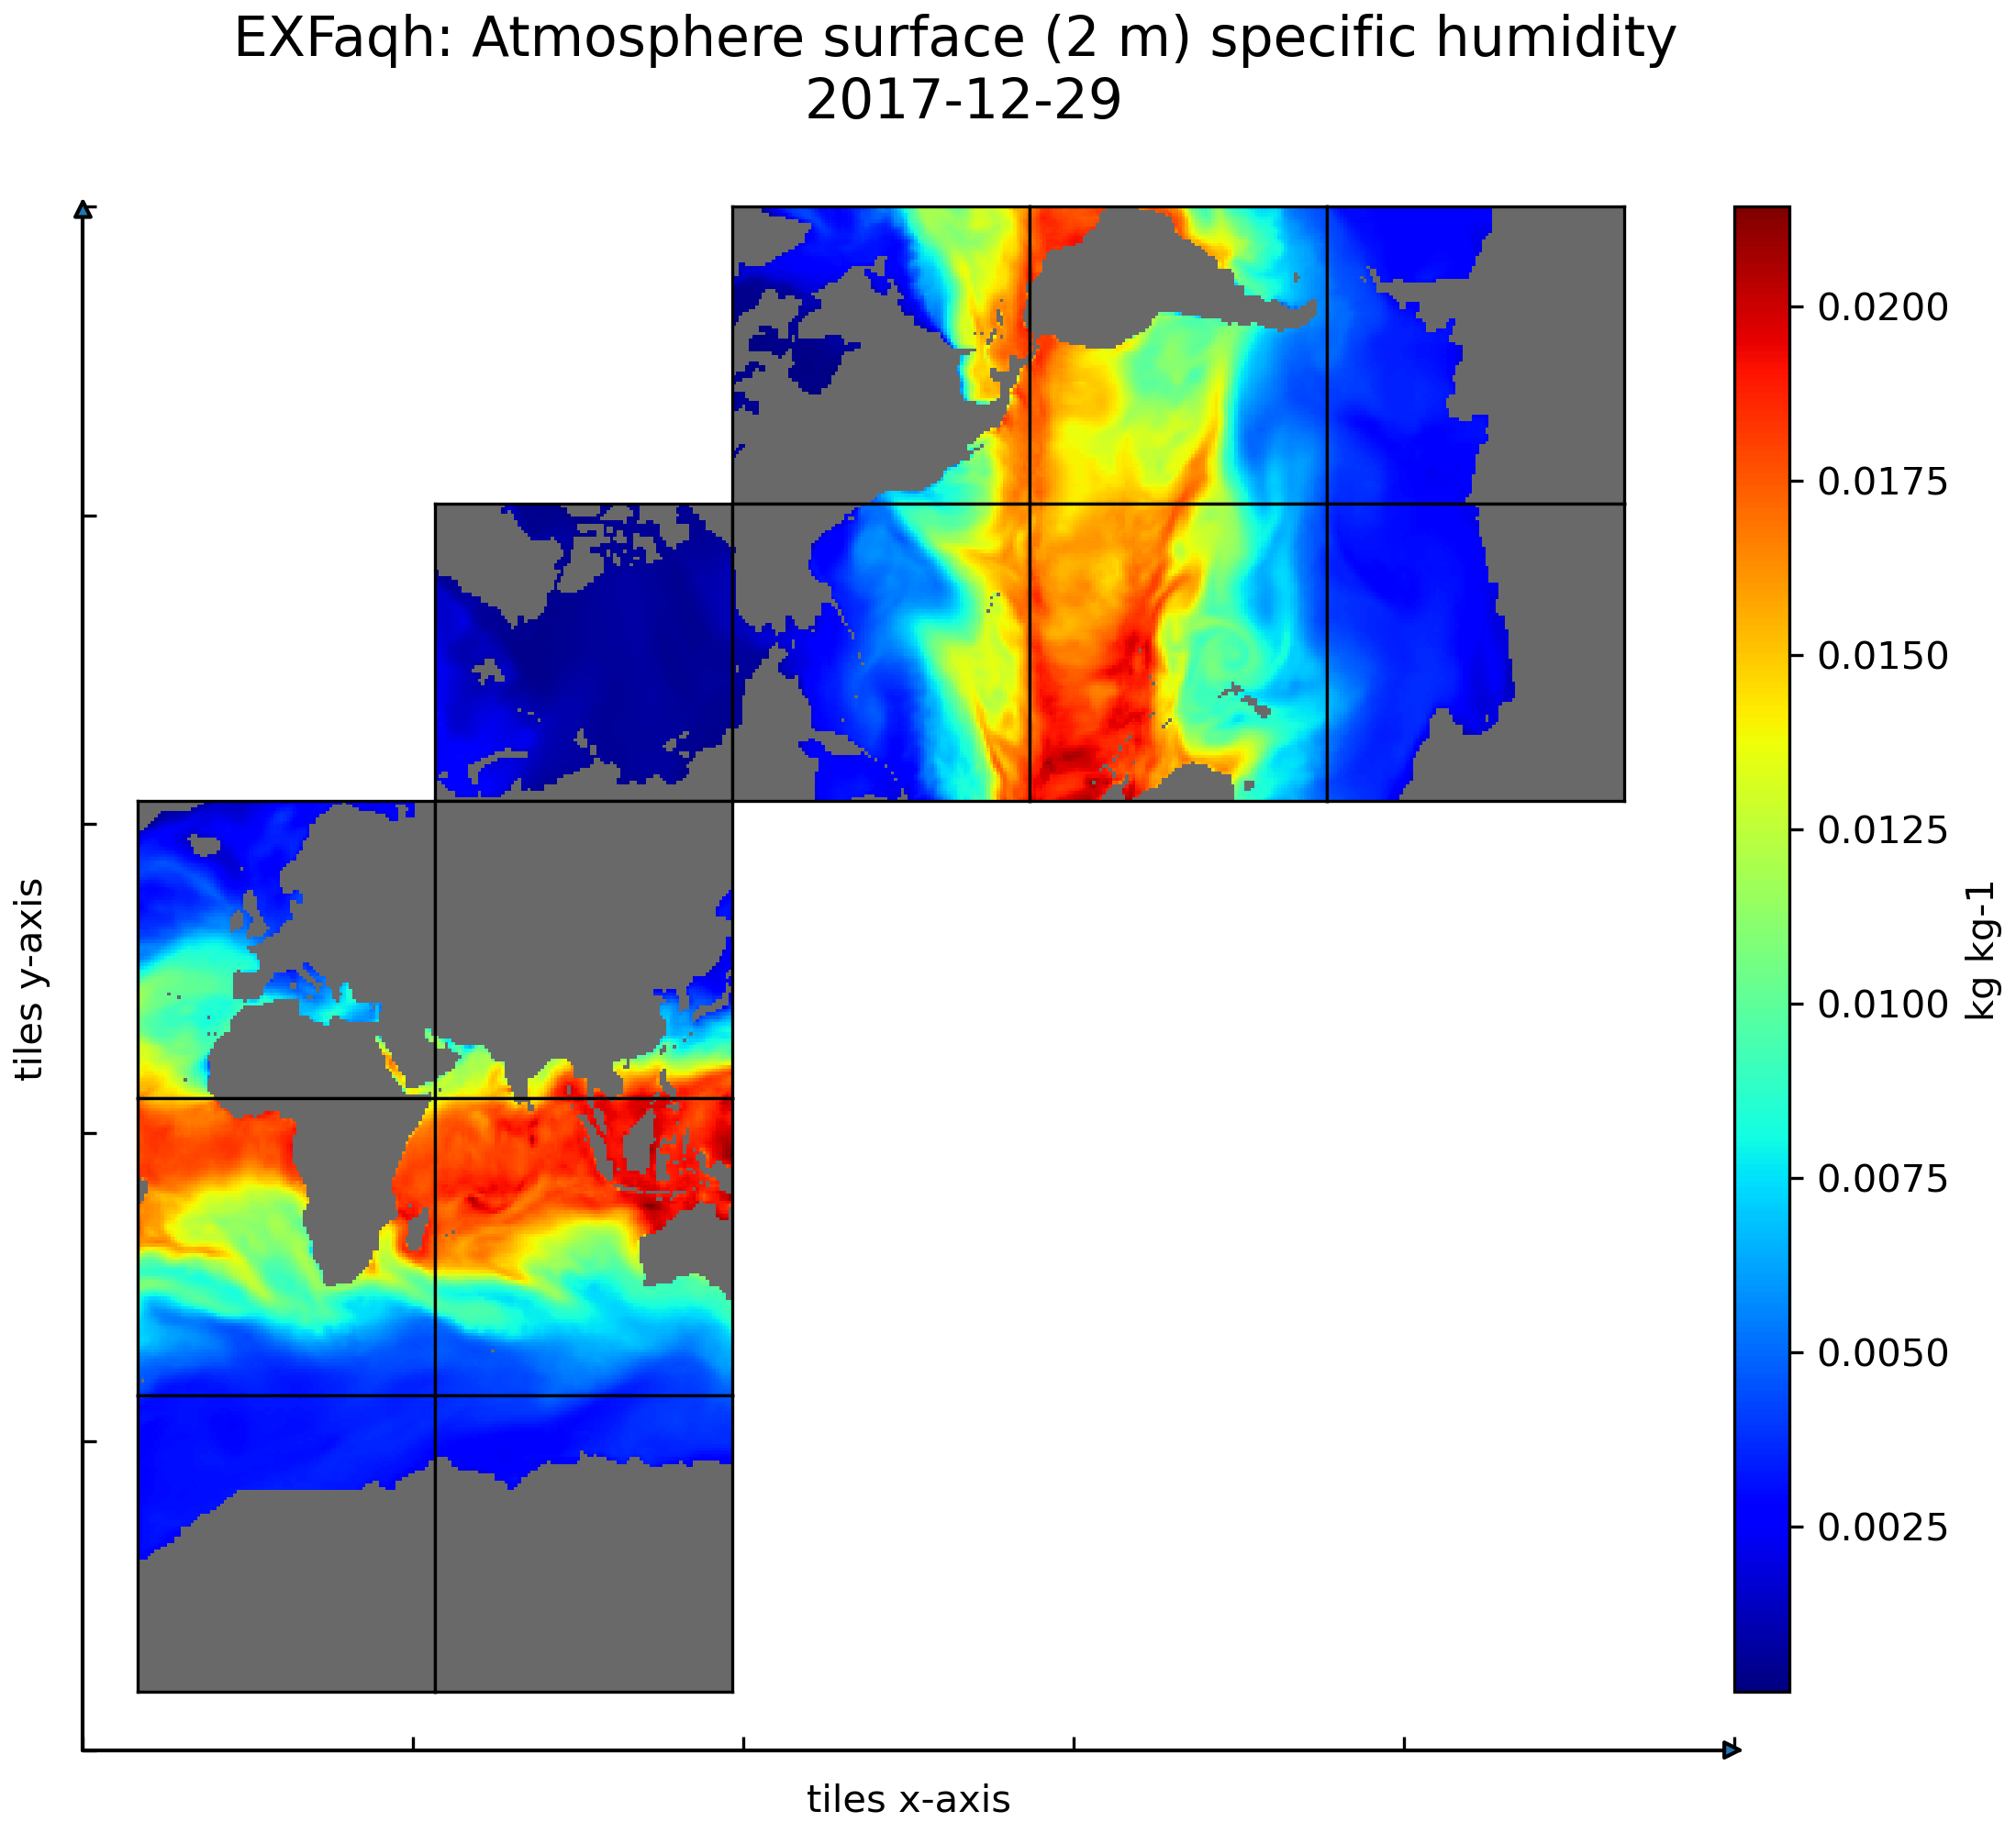 EXFaqh: Atmosphere surface (2 m) specific humidity
2017-12-29
0.0200
0.0175
0.0150
0.0125
0.0100
0.0075
0.0050
0.0025
kg kg-1
tiles y-axis
tiles x-axis